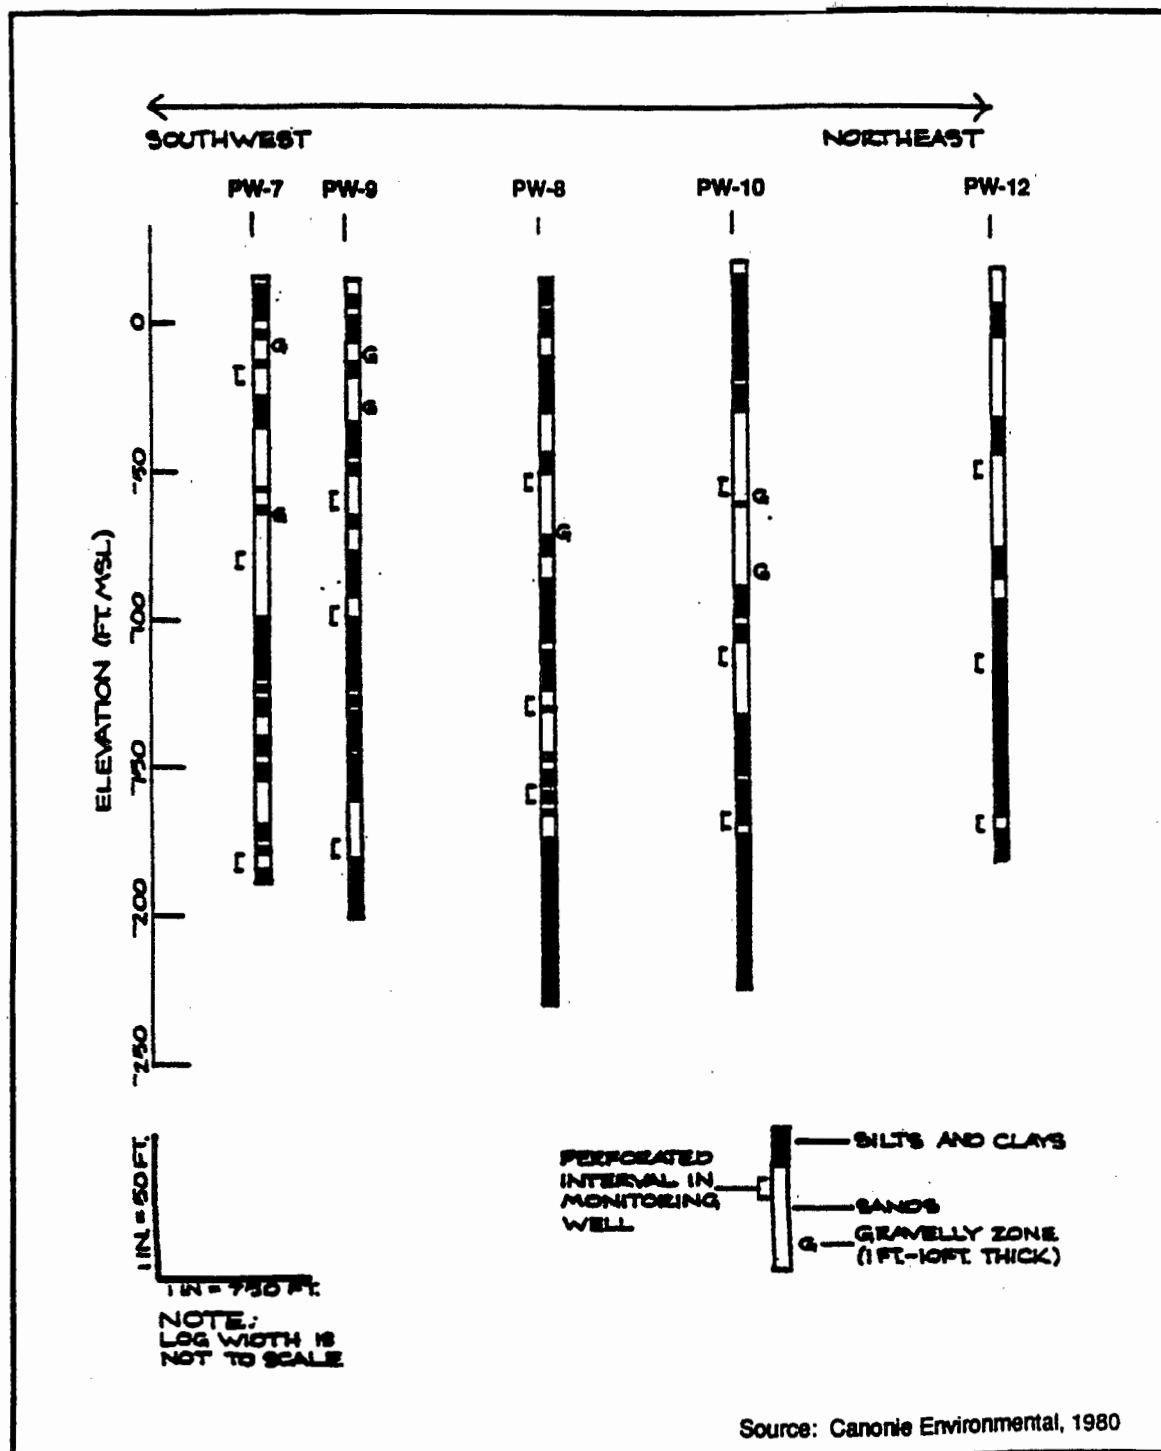 SOUTHWEST NORTHEAST
PW-7 PW-9 PW-8 PW-10 PW-12
ELEVATION (FT. MSL)
0
-50
-100
-150
-200
-250
G
G
G
G
G
G
G
1 IN. = 50 FT.
1 IN = 750 FT.
NOTE:
LOG WIDTH IS
NOT TO SCALE
PERFORATED
INTERVAL IN
MONITORING
WELL
SILTS AND CLAYS
SANDS
G GRAVELLY ZONE
(1 FT.-10FT. THICK)
Source: Canonie Environmental, 1980